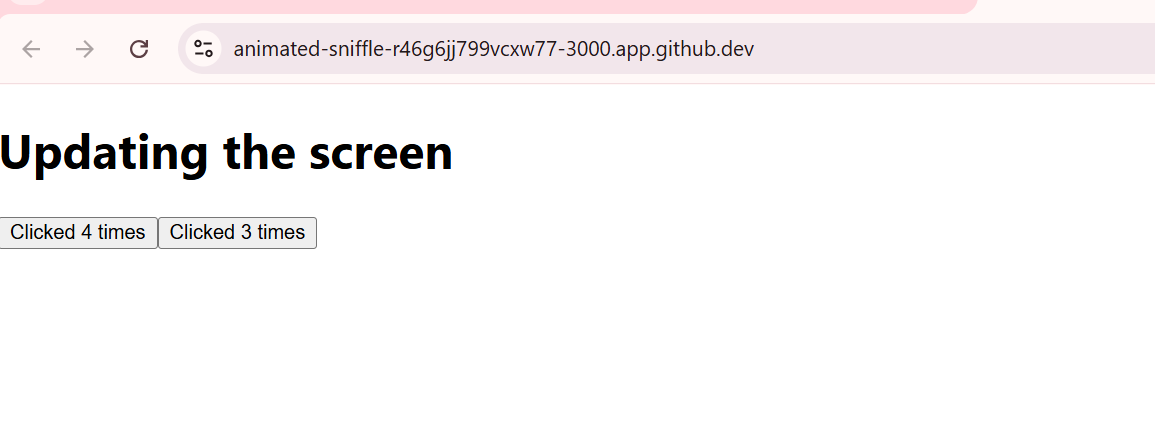 animated-sniffle-r46g6jj799vcxw77-3000.app.github.dev
Updating the screen
Clicked 4 times Clicked 3 times